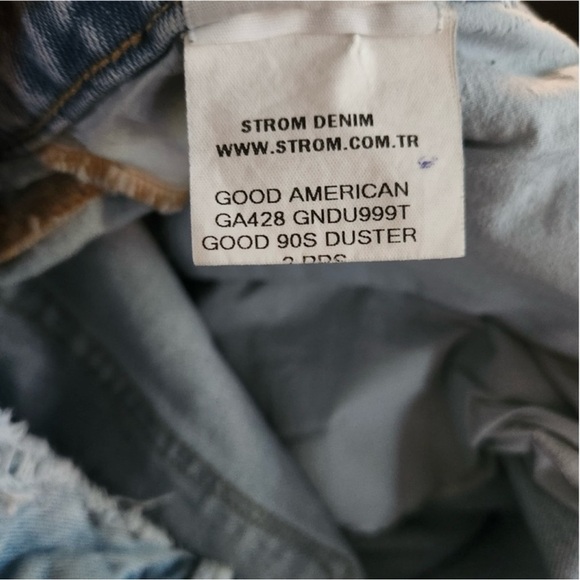 STROM DENIM
WWW.STROM.COM.TR
GOOD AMERICAN
GA428 GNDU999T
GOOD 90S DUSTER